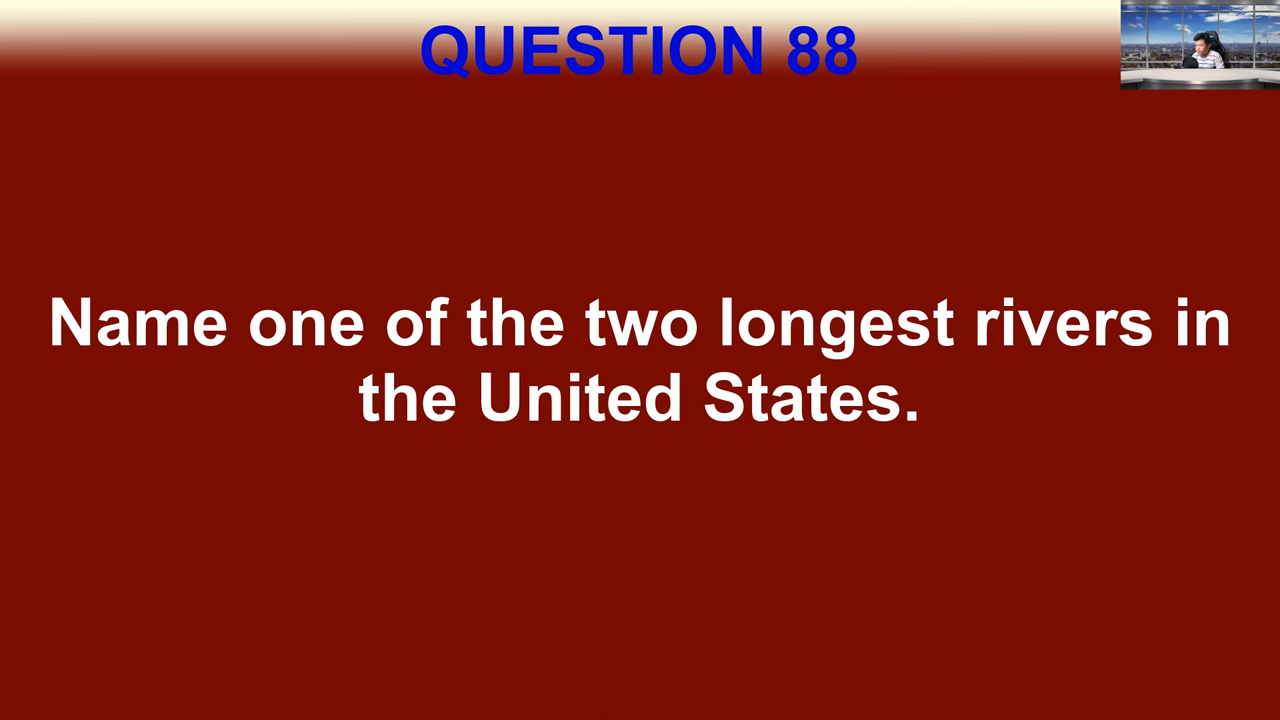 QUESTION 88
Name one of the two longest rivers in
the United States.